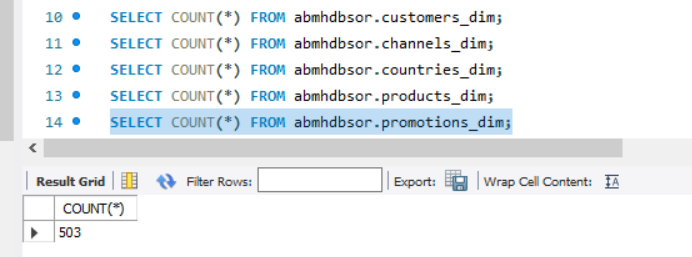 10 SELECT COUNT(*) FROM abmhdbsor.customers_dim;
11 SELECT COUNT(*) FROM abmhdbsor.channels_dim;
12 SELECT COUNT(*) FROM abmhdbsor.countries_dim;
13 SELECT COUNT(*) FROM abmhdbsor.products_dim;
14 SELECT COUNT(*) FROM abmhdbsor.promotions_dim;
Result Grid Filter Rows: Export: Wrap Cell Content: IA
COUNT(*)
503